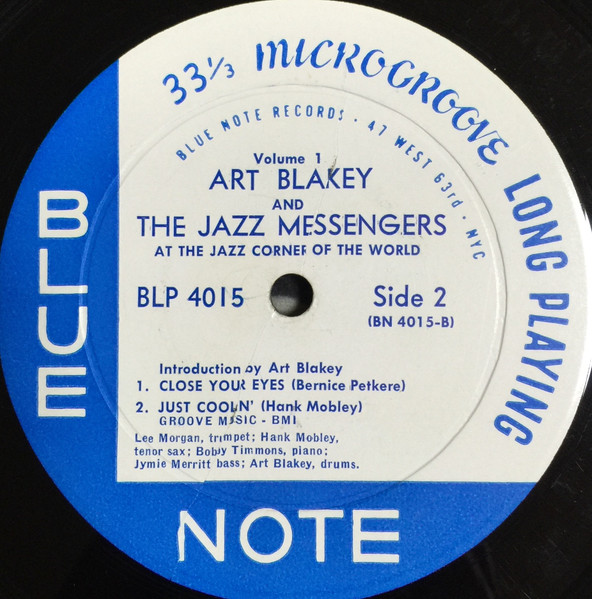 33⅓ MICROGROOVE LONG PLAYING
BLUE NOTE RECORDS · 47 WEST 63rd · NYC
Volume 1
ART BLAKEY
AND
THE JAZZ MESSENGERS
AT THE JAZZ CORNER OF THE WORLD
BLP 4015
Side 2
(BN 4015-B)
Introduction by Art Blakey
1. CLOSE YOUR EYES (Bernice Petkere)
2. JUST COOLIN' (Hank Mobley)
GROOVE MUSIC - BMI
Lee Morgan, trumpet; Hank Mobley,
tenor sax; Bobby Timmons, piano;
Jymie Merritt bass; Art Blakey, drums.
BLUE
NOTE